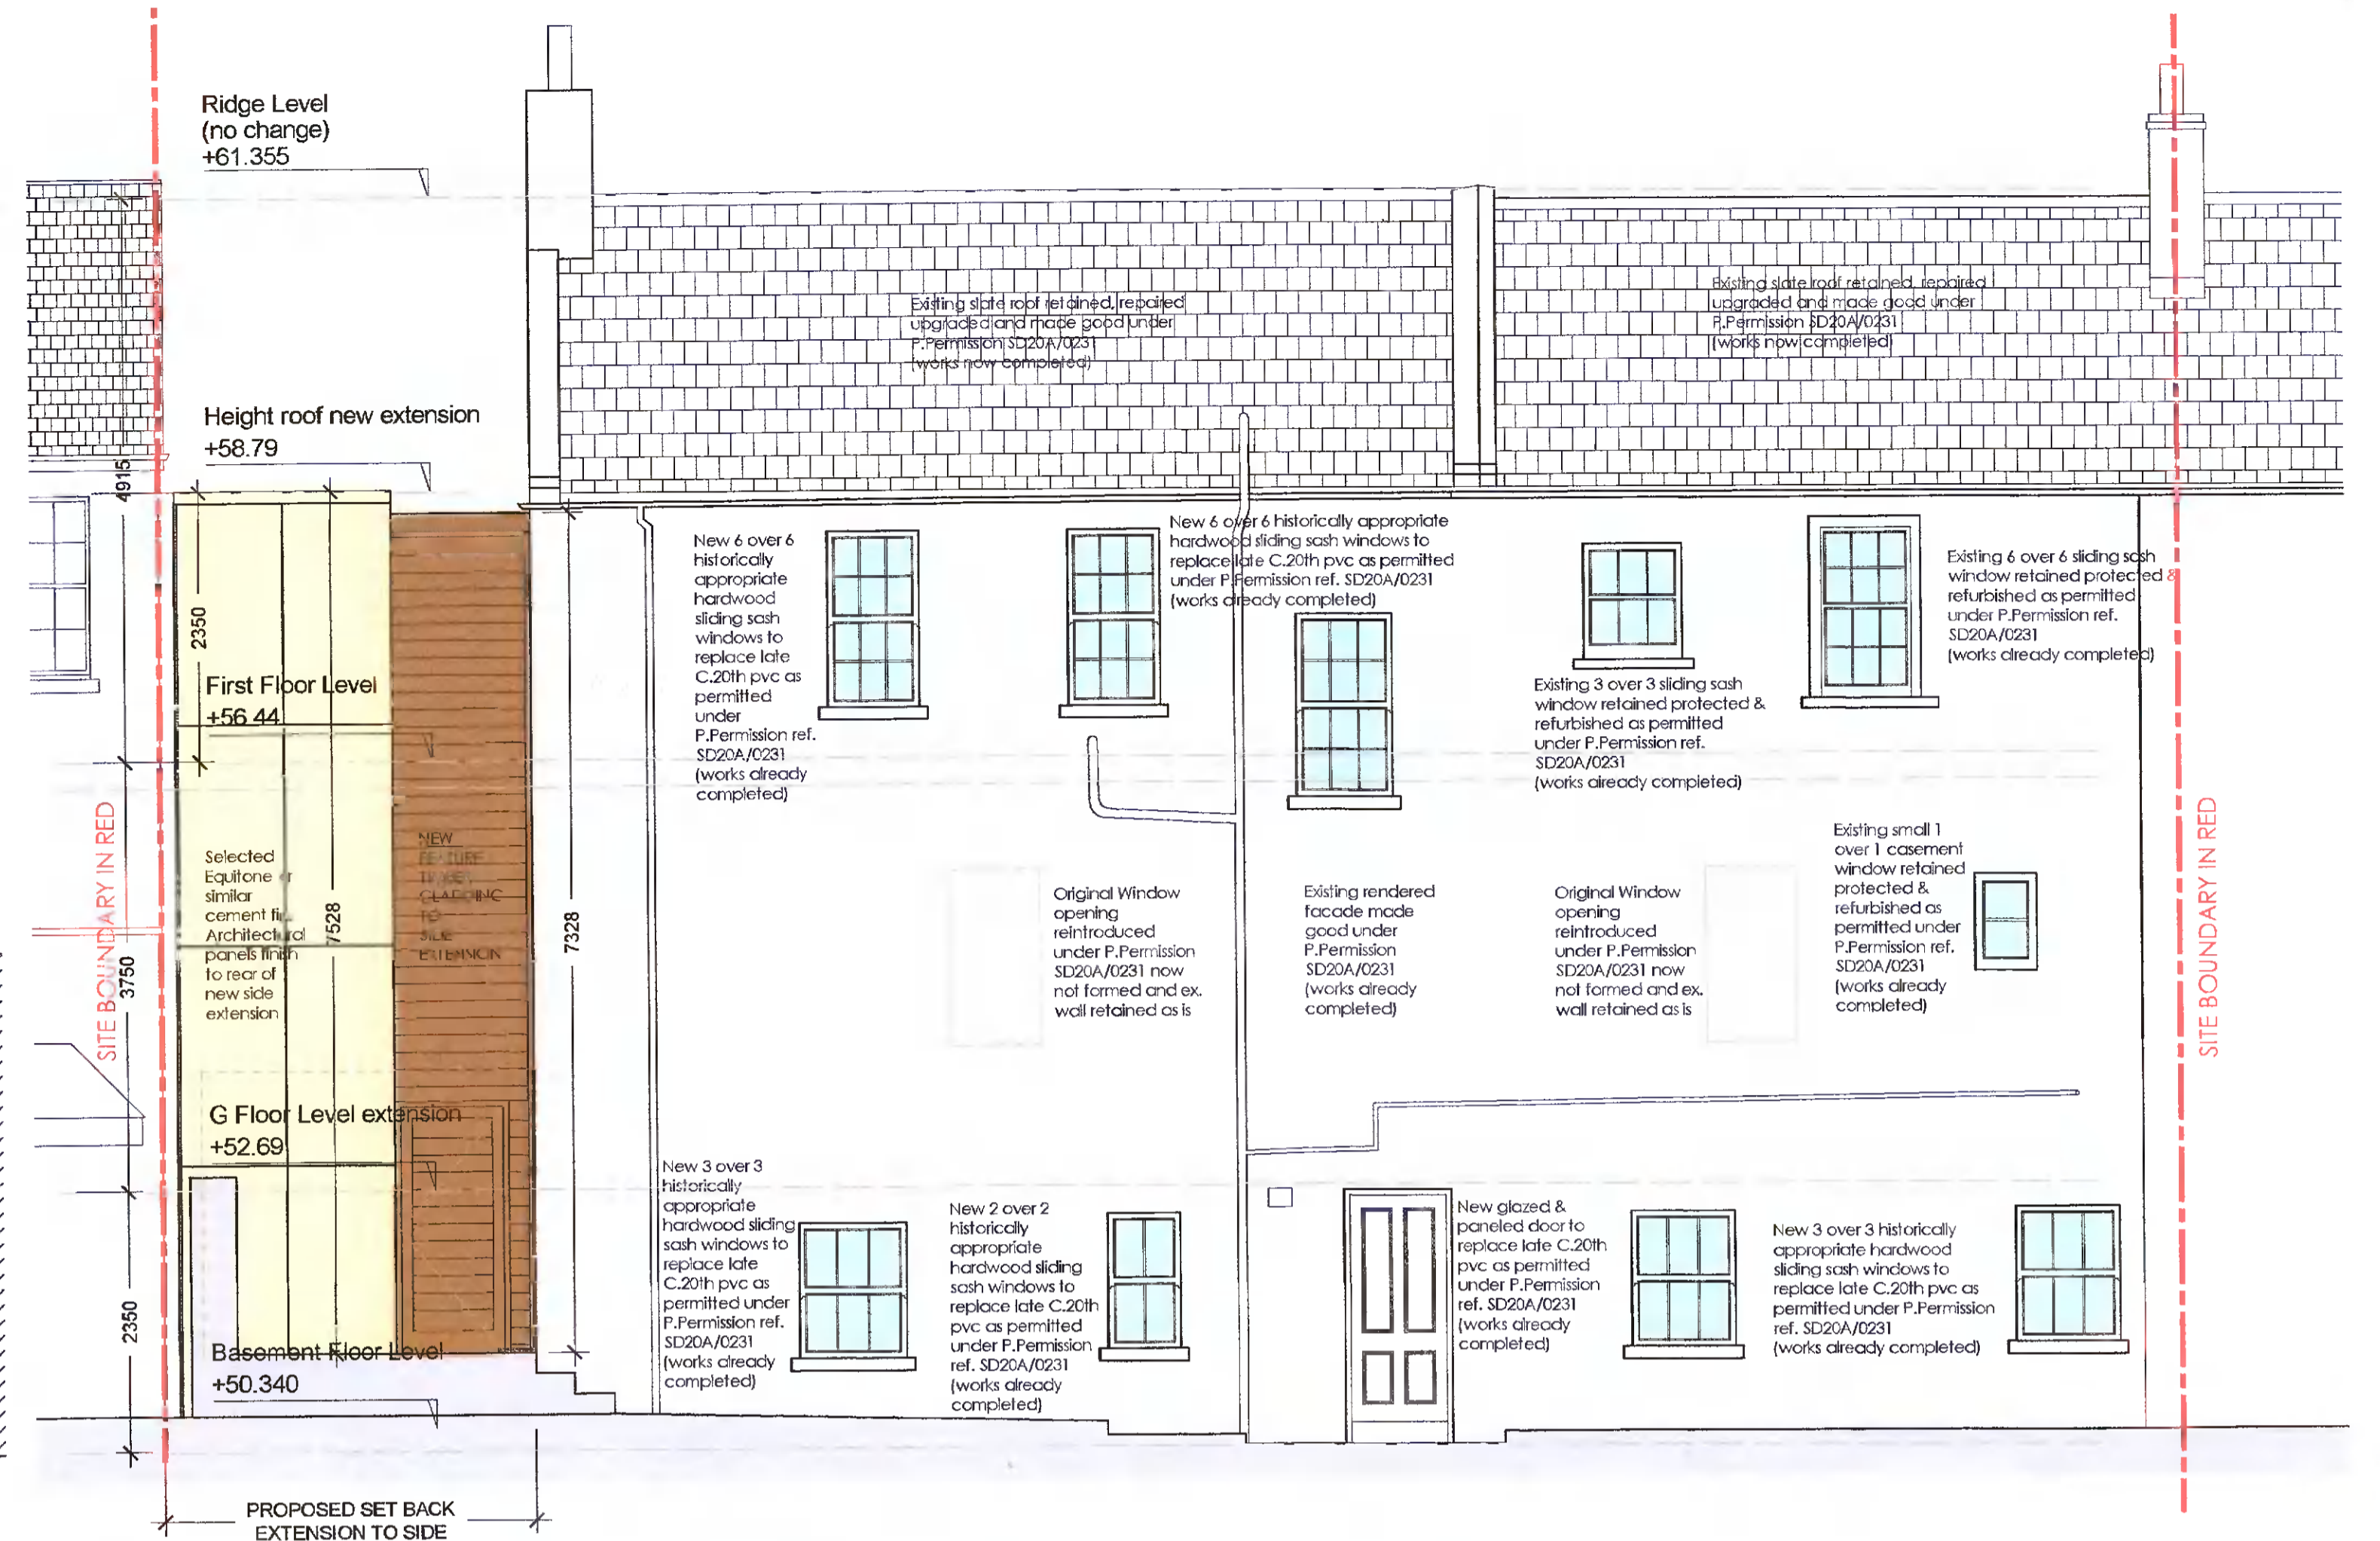 Ridge Level
(no change)
+61.355
Height roof new extension
+58.79
4915
2350
First Floor Level
+56.44
SITE BOUNDARY IN RED
3750
Selected
Equitone
similar
cement
Architectural
panels finish
to rear of
new side
extension
7528
NEW
FEATURE
TIMBER
CLADDING
TO
SIDE
EXTENSION
7328
G Floor Level extension
+52.69
2350
Basement Floor Level
+50.340
PROPOSED SET BACK
EXTENSION TO SIDE
Existing slate roof retained, repaired
upgraded and made good under
P.Permission SD20A/0231
(works now completed)
Existing slate roof retained, repaired
upgraded and made good under
P.Permission SD20A/0231
(works now completed)
New 6 over 6
historically
appropriate
hardwood
sliding sash
windows to
replace late
C.20th pvc as
permitted
under
P.Permission ref.
SD20A/0231
(works already
completed)
New 6 over 6 historically appropriate
hardwood sliding sash windows to
replace late C.20th pvc as permitted
under P.Permission ref. SD20A/0231
(works already completed)
Existing 3 over 3 sliding sash
window retained protected &
refurbished as permitted
under P.Permission ref.
SD20A/0231
(works already completed)
Existing 6 over 6 sliding sash
window retained protected &
refurbished as permitted
under P.Permission ref.
SD20A/0231
(works already completed)
Original Window
opening
reintroduced
under P.Permission
SD20A/0231 now
not formed and ex.
wall retained as is
Existing rendered
facade made
good under
P.Permission
SD20A/0231
(works already
completed)
Original Window
opening
reintroduced
under P.Permission
SD20A/0231 now
not formed and ex.
wall retained as is
Existing small 1
over 1 casement
window retained
protected &
refurbished as
permitted under
P.Permission ref.
SD20A/0231
(works already
completed)
SITE BOUNDARY IN RED
New 3 over 3
historically
appropriate
hardwood sliding
sash windows to
replace late
C.20th pvc as
permitted under
P.Permission ref.
SD20A/0231
(works already
completed)
New 2 over 2
historically
appropriate
hardwood sliding
sash windows to
replace late C.20th
pvc as permitted
under P.Permission
ref. SD20A/0231
(works already
completed)
New glazed &
paneled door to
replace late C.20th
pvc as permitted
under P.Permission
ref. SD20A/0231
(works already
completed)
New 3 over 3 historically
appropriate hardwood
sliding sash windows to
replace late C.20th pvc as
permitted under P.Permission
ref. SD20A/0231
(works already completed)